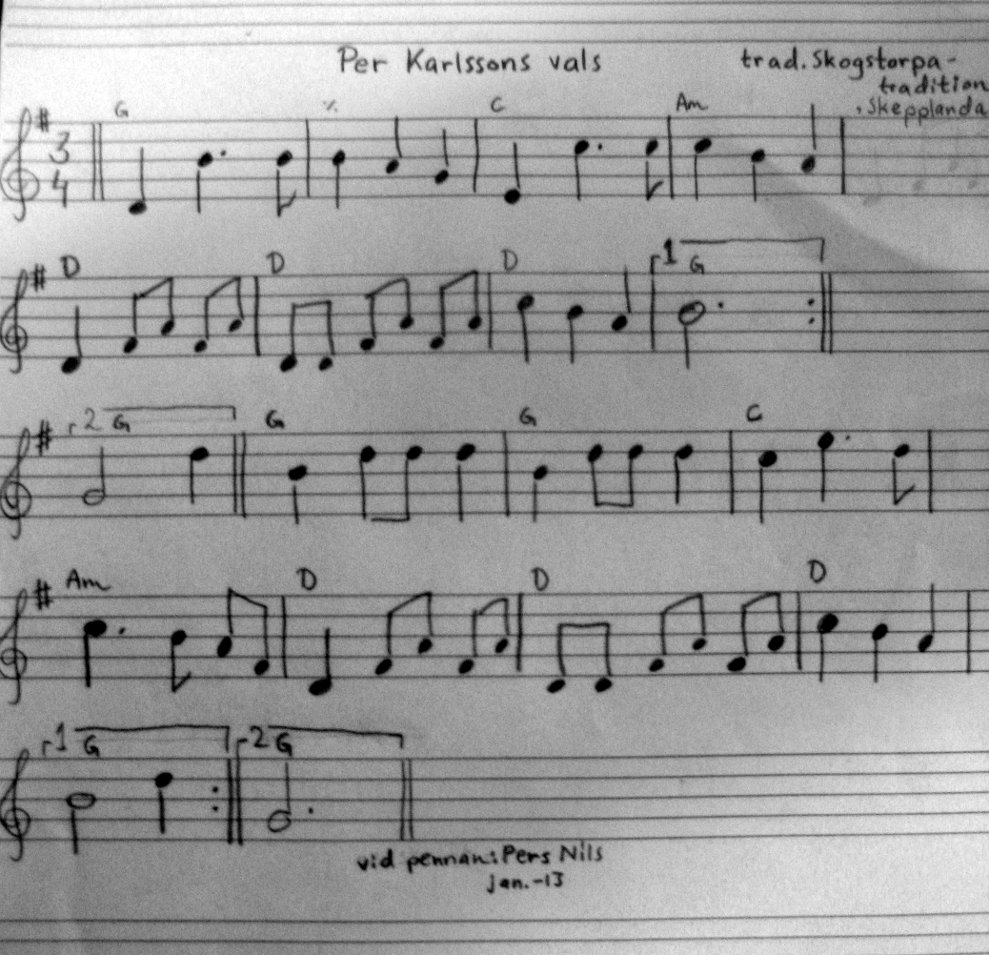 Per Karlssons vals
trad. Skogstorpa-
tradition
, Skepplanda
G ٪ C Am
3
4
D D D 1 G
2 G G G C
Am D D D
1 G 2 G
vid pennan: Pers Nils
jan.-13